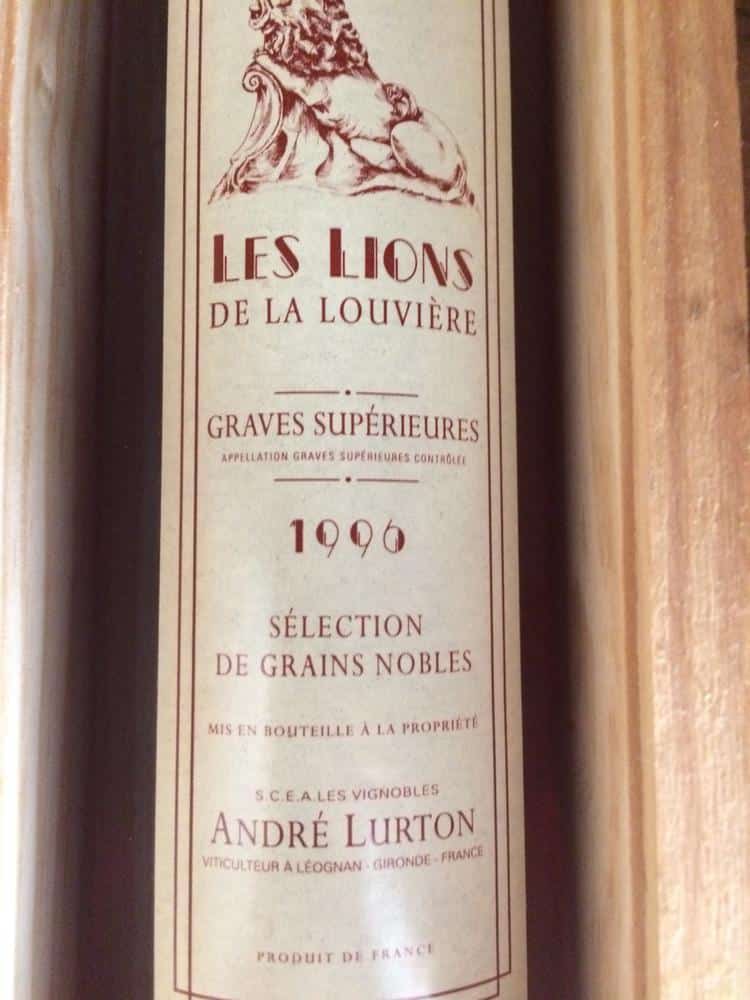 LES LIONS
DE LA LOUVIÈRE
GRAVES SUPÉRIEURES
APPELLATION GRAVES SUPÉRIEURES CONTRÔLÉE
1996
SÉLECTION
DE GRAINS NOBLES
MIS EN BOUTEILLE À LA PROPRIÉTÉ
S.C.E.A. LES VIGNOBLES
ANDRÉ LURTON
VITICULTEUR À LÉOGNAN - GIRONDE - FRANCE
PRODUIT DE FRANCE